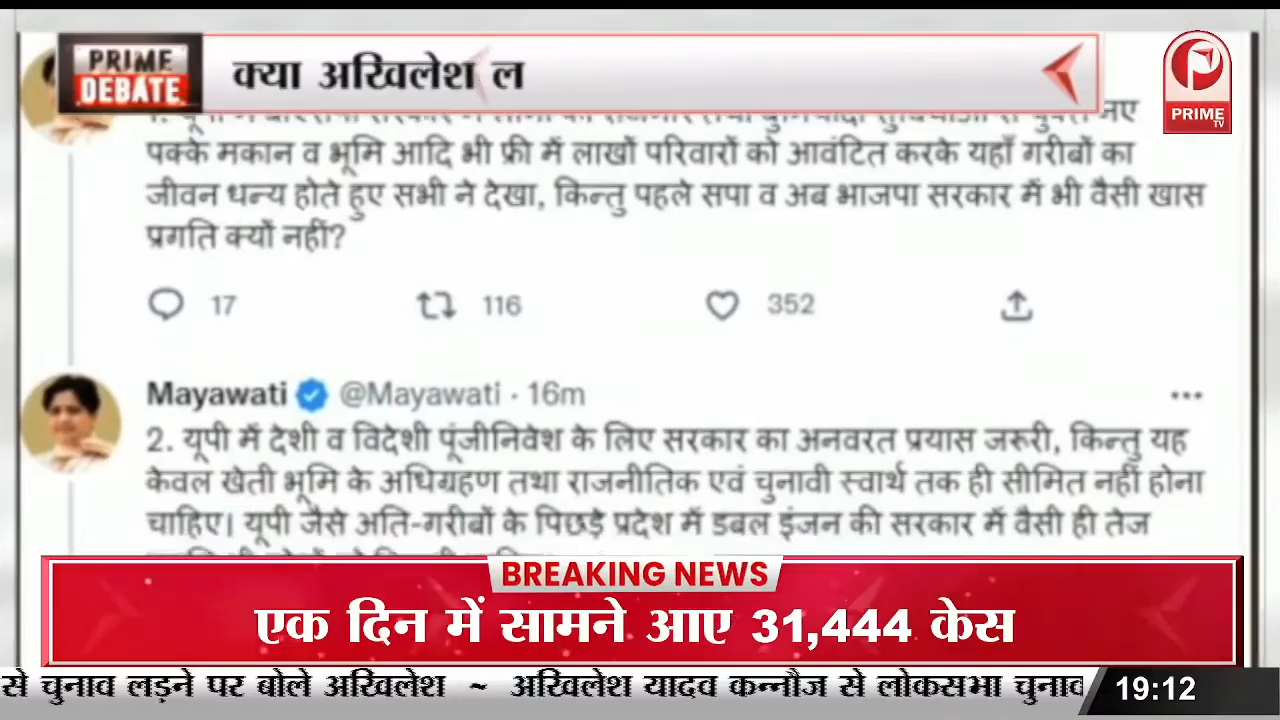 PRIME
DEBATE
क्या अखिलेश ल
PRIME
TV
नए
पक्के मकान व भूमि आदि भी फ्री में लाखों परिवारों को आवंटित करके यहाँ गरीबों का
जीवन धन्य होते हुए सभी ने देखा, किन्तु पहले सपा व अब भाजपा सरकार में भी वैसी खास
प्रगति क्यों नहीं?
17 116 352
Mayawati @Mayawati · 16m
2. यूपी में देशी व विदेशी पूंजीनिवेश के लिए सरकार का अनवरत प्रयास जरूरी, किन्तु यह
केवल खेती भूमि के अधिग्रहण तथा राजनीतिक एवं चुनावी स्वार्थ तक ही सीमित नहीं होना
चाहिए। यूपी जैसे अति-गरीबों के पिछड़े प्रदेश में डबल इंजन की सरकार में वैसी ही तेज
BREAKING NEWS
एक दिन में सामने आए 31,444 केस
से चुनाव लड़ने पर बोले अखिलेश ~ अखिलेश यादव कन्नौज से लोकसभा चुनाव
19:12